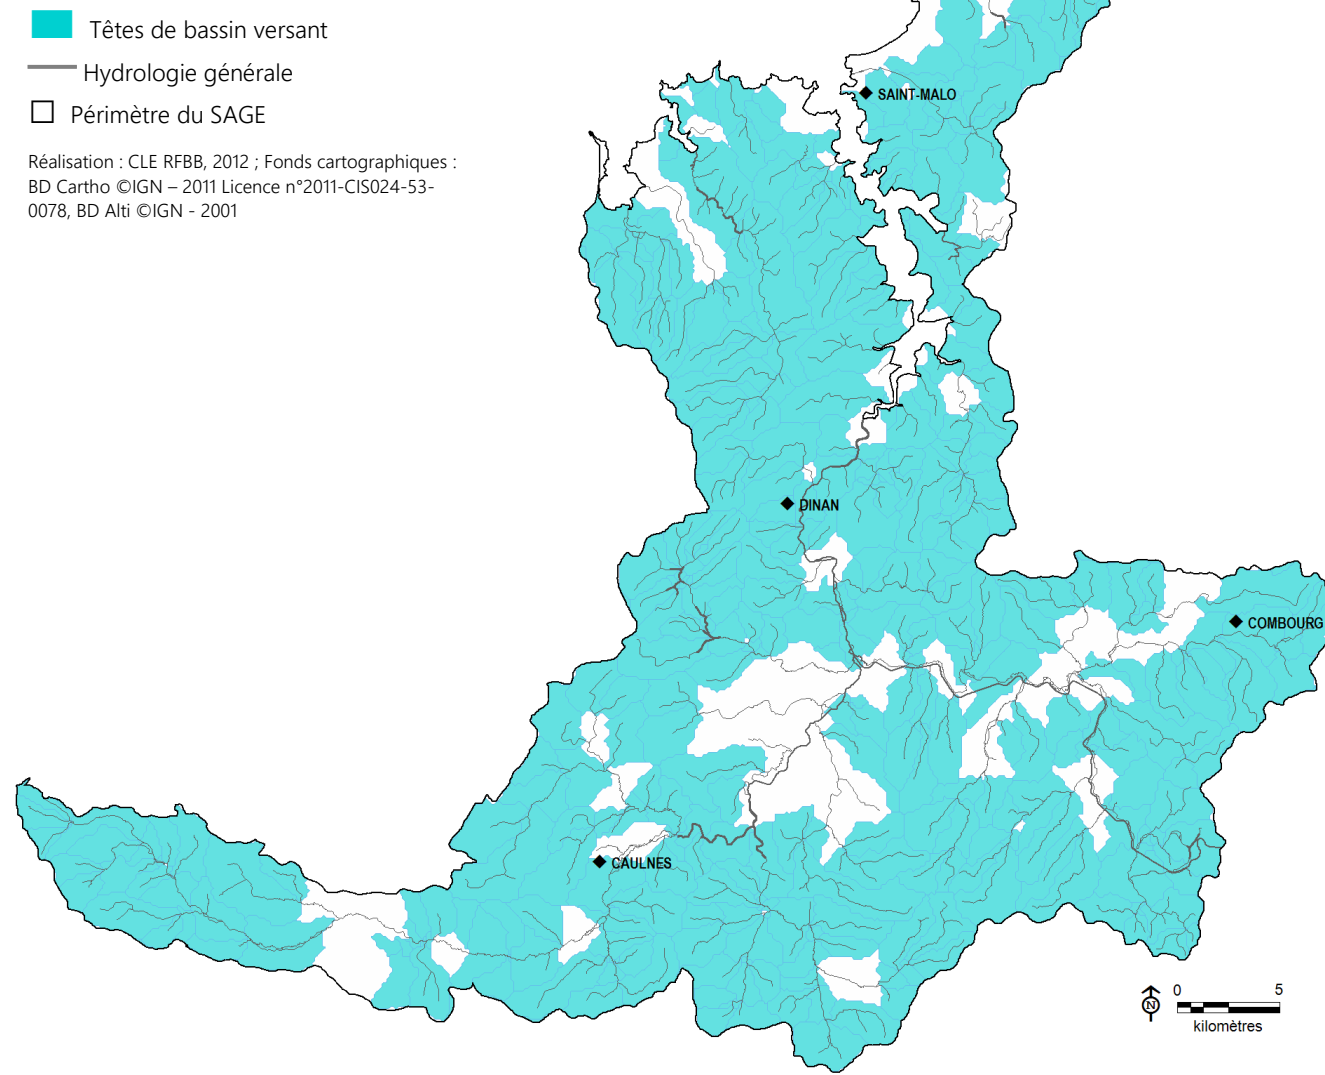 Têtes de bassin versant
Hydrologie générale
Périmètre du SAGE
Réalisation : CLE RFBB, 2012 ; Fonds cartographiques :
BD Cartho ©IGN – 2011 Licence n°2011-CIS024-53-
0078, BD Alti ©IGN - 2001
SAINT-MALO
DINAN
COMBOURG
CAULNES
N
0 5
kilomètres